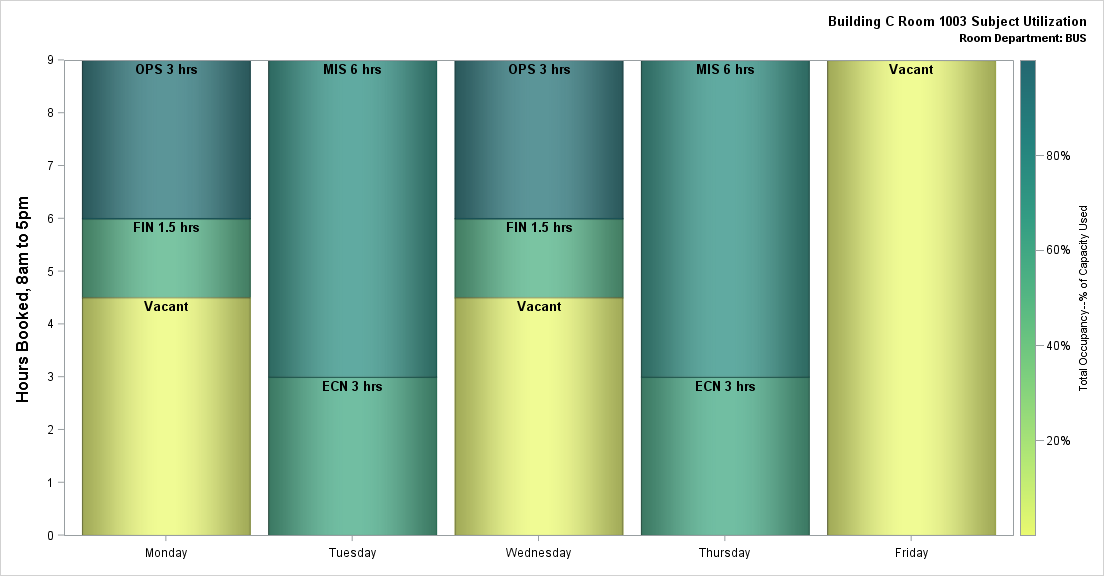 Building C Room 1003 Subject Utilization
Room Department: BUS
Hours Booked, 8am to 5pm
9
8
7
6
5
4
3
2
1
0
OPS 3 hrs
FIN 1.5 hrs
Vacant
MIS 6 hrs
ECN 3 hrs
OPS 3 hrs
FIN 1.5 hrs
Vacant
MIS 6 hrs
ECN 3 hrs
Vacant
Monday
Tuesday
Wednesday
Thursday
Friday
80%
60%
40%
20%
Total Occupancy--% of Capacity Used